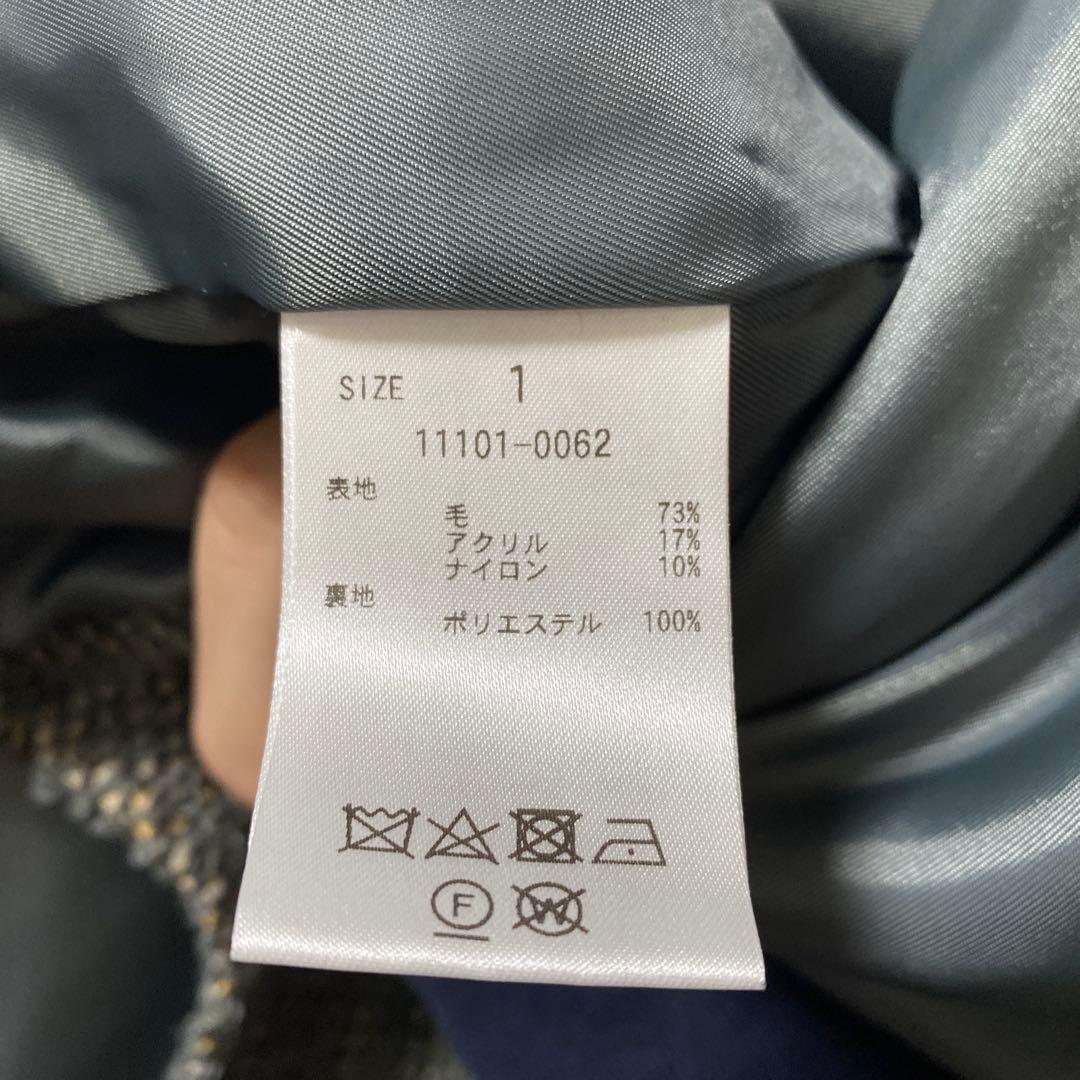 SIZE 1
11101-0062
表地
毛 73%
アクリル 17%
ナイロン 10%
裏地
ポリエステル 100%
F W